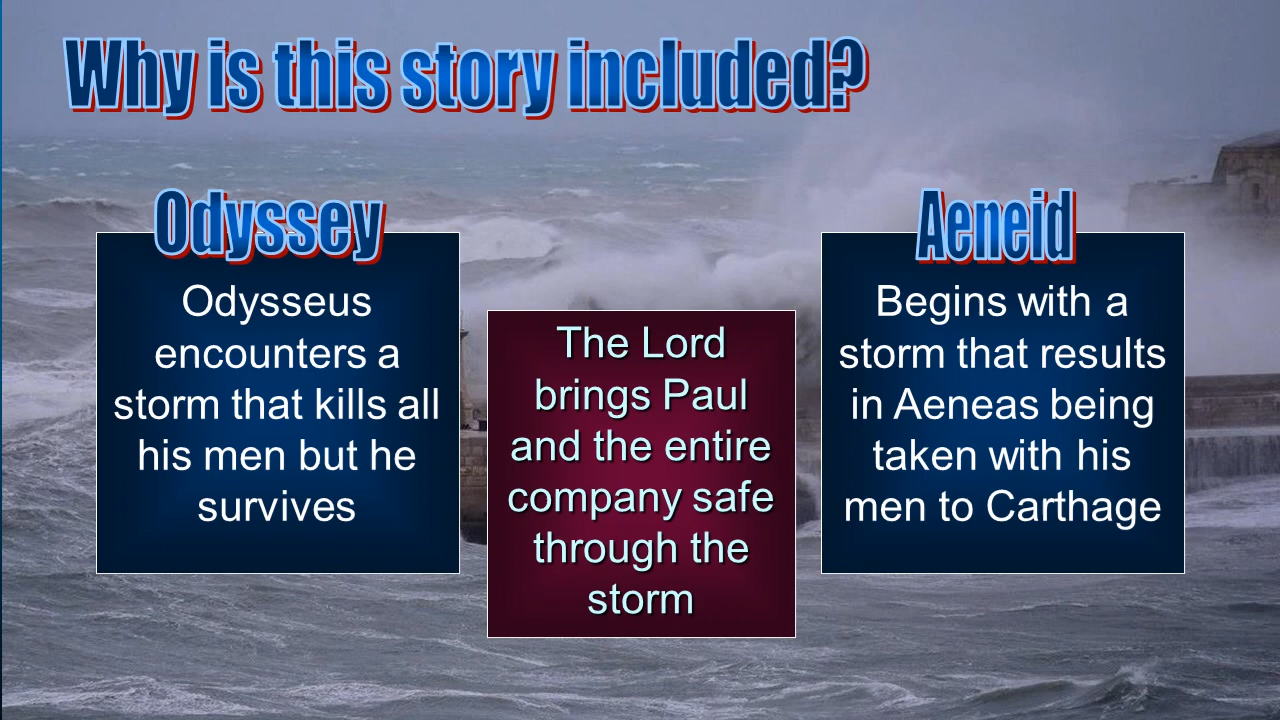 Why is this story included?
Odyssey
Odysseus
encounters a
storm that kills all
his men but he
survives
The Lord
brings Paul
and the entire
company safe
through the
storm
Aeneid
Begins with a
storm that results
in Aeneas being
taken with his
men to Carthage